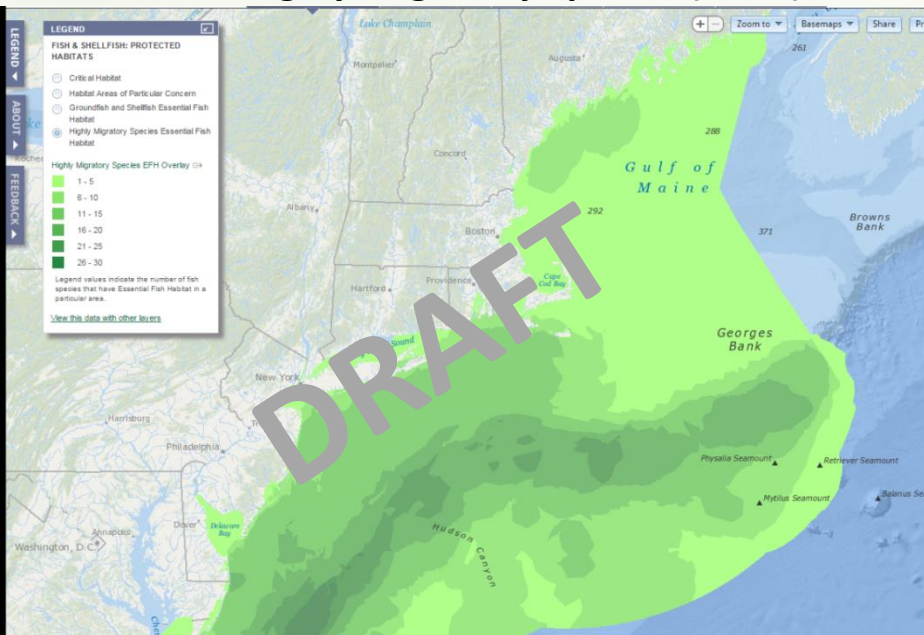 LEGEND
ABOUT
FEEDBACK
LEGEND
FISH & SHELLFISH: PROTECTED
HABITATS
Critical Habitat
Habitat Areas of Particular Concern
Groundfish and Shellfish Essential Fish
Habitat
Highly Migratory Species Essential Fish
Habitat
Highly Migratory Species EFH Overlay
1 - 5
6 - 10
11 - 15
16 - 20
21 - 25
26 - 30
Legend values indicate the number of fish
species that have Essential Fish Habitat in a
particular area.
View this data with other layers
+ −
Zoom to
Basemaps
Share
Lake Champlain
Montpelier
Augusta
261
288
Concord
Gulf of
Maine
Albany
292
Boston
371
Browns
Bank
Cape
Cod Bay
Providence
Hartford
Sound
Georges
Bank
DRAFT
New York
Harrisburg
Philadelphia
Physalia Seamount
Retriever Seamount
Mytilus Seamount
Dover
Delaware
Bay
Annapolis
Washington, D.C.
Hudson Canyon